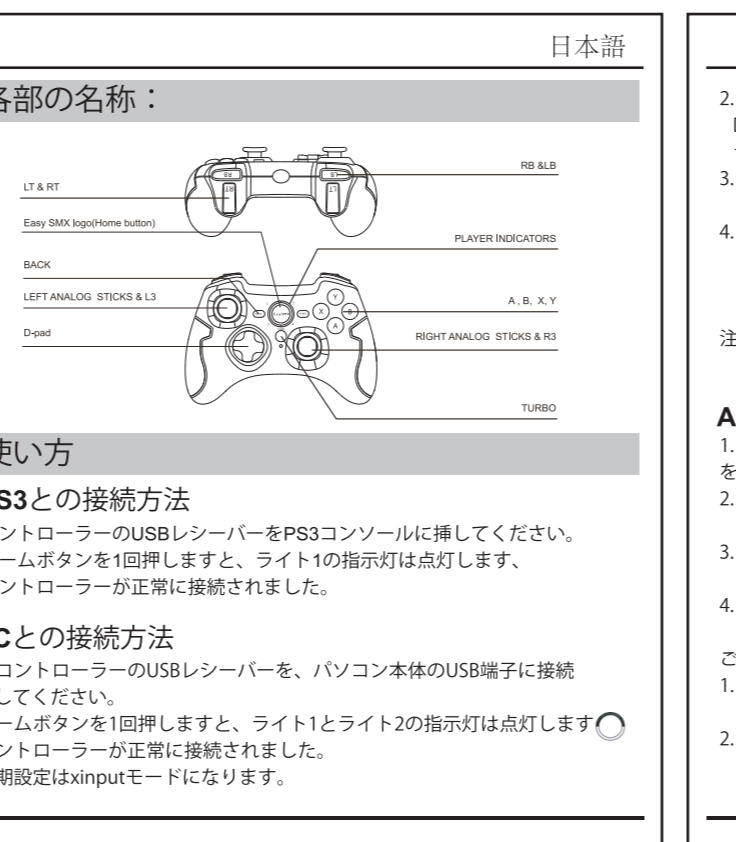 日本語
部の名称：
LT & RT
RB &LB
Easy SMX logo(Home button)
PLAYER INDICATORS
BACK
LEFT ANALOG STICKS & L3
A , B, X, Y
D-pad
RIGHT ANALOG STICKS & R3
TURBO
RB
LB
RT
LT
Y
X
B
A
い方
S3との接続方法
ントローラーのUSBレシーバーをPS3コンソールに挿してください。
ームボタンを1回押しますと、ライト1の指示灯は点灯します、
ントローラーが正常に接続されました。
Cとの接続方法
コントローラーのUSBレシーバーを、パソコン本体のUSB端子に接続
してください。
ームボタンを1回押しますと、ライト1とライト2の指示灯は点灯します
ントローラーが正常に接続されました。
期設定はxinputモードになります。
2.
3.
4.
注
A
1.
を
2.
3.
4.
ご
1.
2.